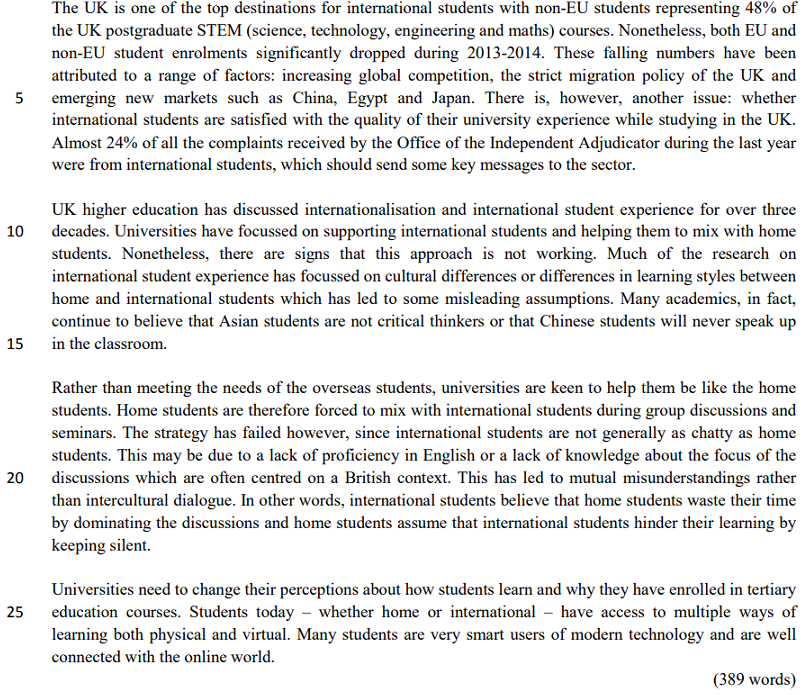 The UK is one of the top destinations for international students with non-EU students representing 48% of
the UK postgraduate STEM (science, technology, engineering and maths) courses. Nonetheless, both EU and
non-EU student enrolments significantly dropped during 2013-2014. These falling numbers have been
attributed to a range of factors: increasing global competition, the strict migration policy of the UK and
5 emerging new markets such as China, Egypt and Japan. There is, however, another issue: whether
international students are satisfied with the quality of their university experience while studying in the UK.
Almost 24% of all the complaints received by the Office of the Independent Adjudicator during the last year
were from international students, which should send some key messages to the sector.
UK higher education has discussed internationalisation and international student experience for over three
10 decades. Universities have focussed on supporting international students and helping them to mix with home
students. Nonetheless, there are signs that this approach is not working. Much of the research on
international student experience has focussed on cultural differences or differences in learning styles between
home and international students which has led to some misleading assumptions. Many academics, in fact,
continue to believe that Asian students are not critical thinkers or that Chinese students will never speak up
15 in the classroom.
Rather than meeting the needs of the overseas students, universities are keen to help them be like the home
students. Home students are therefore forced to mix with international students during group discussions and
seminars. The strategy has failed however, since international students are not generally as chatty as home
students. This may be due to a lack of proficiency in English or a lack of knowledge about the focus of the
20 discussions which are often centred on a British context. This has led to mutual misunderstandings rather
than intercultural dialogue. In other words, international students believe that home students waste their time
by dominating the discussions and home students assume that international students hinder their learning by
keeping silent.
Universities need to change their perceptions about how students learn and why they have enrolled in tertiary
25 education courses. Students today – whether home or international – have access to multiple ways of
learning both physical and virtual. Many students are very smart users of modern technology and are well
connected with the online world.
(389 words)